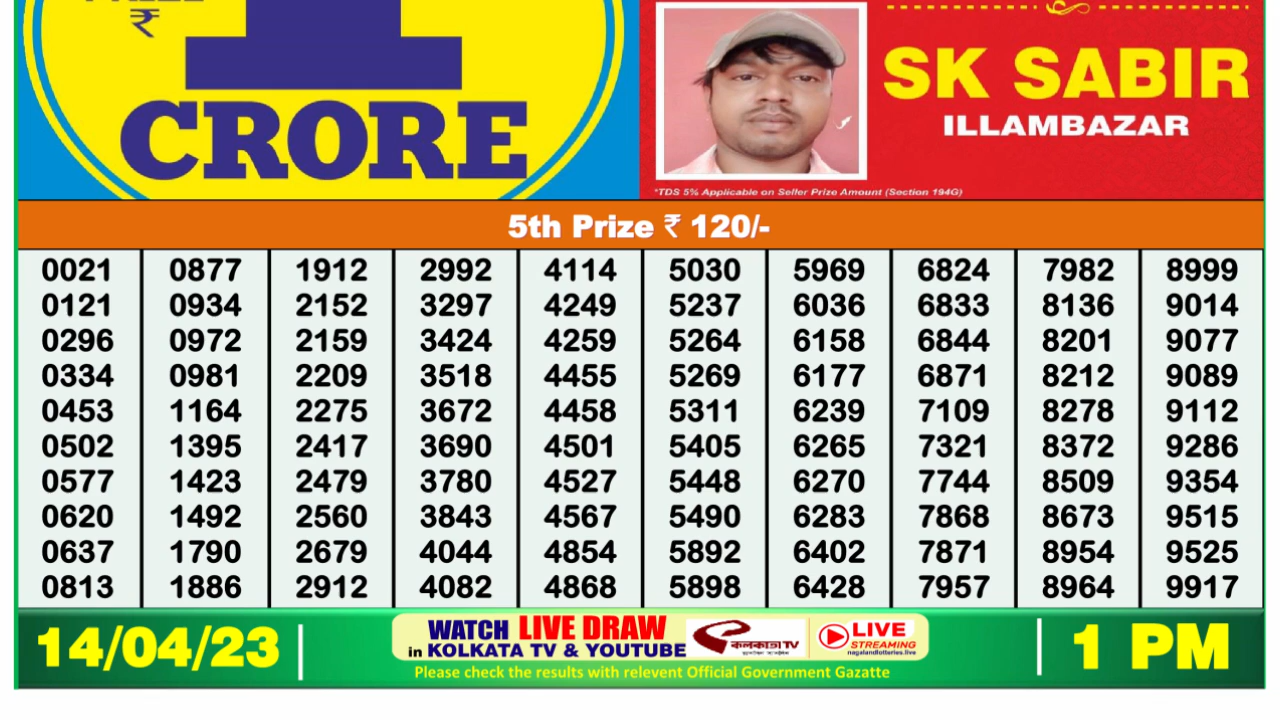 ₹
1
CRORE
SK SABIR
ILLAMBAZAR
*TDS 5% Applicable on Seller Prize Amount (Section 194G)
5th Prize ₹ 120/-
0021 0877 1912 2992 4114 5030 5969 6824 7982 8999
0121 0934 2152 3297 4249 5237 6036 6833 8136 9014
0296 0972 2159 3424 4259 5264 6158 6844 8201 9077
0334 0981 2209 3518 4455 5269 6177 6871 8212 9089
0453 1164 2275 3672 4458 5311 6239 7109 8278 9112
0502 1395 2417 3690 4501 5405 6265 7321 8372 9286
0577 1423 2479 3780 4527 5448 6270 7744 8509 9354
0620 1492 2560 3843 4567 5490 6283 7868 8673 9515
0637 1790 2679 4044 4854 5892 6402 7871 8954 9525
0813 1886 2912 4082 4868 5898 6428 7957 8964 9917
14/04/23
WATCH LIVE DRAW
in KOLKATA TV & YOUTUBE
কলকাতা TV
LIVE
STREAMING
nagalandlotteries.live
1 PM
Please check the results with relevent Official Government Gazatte